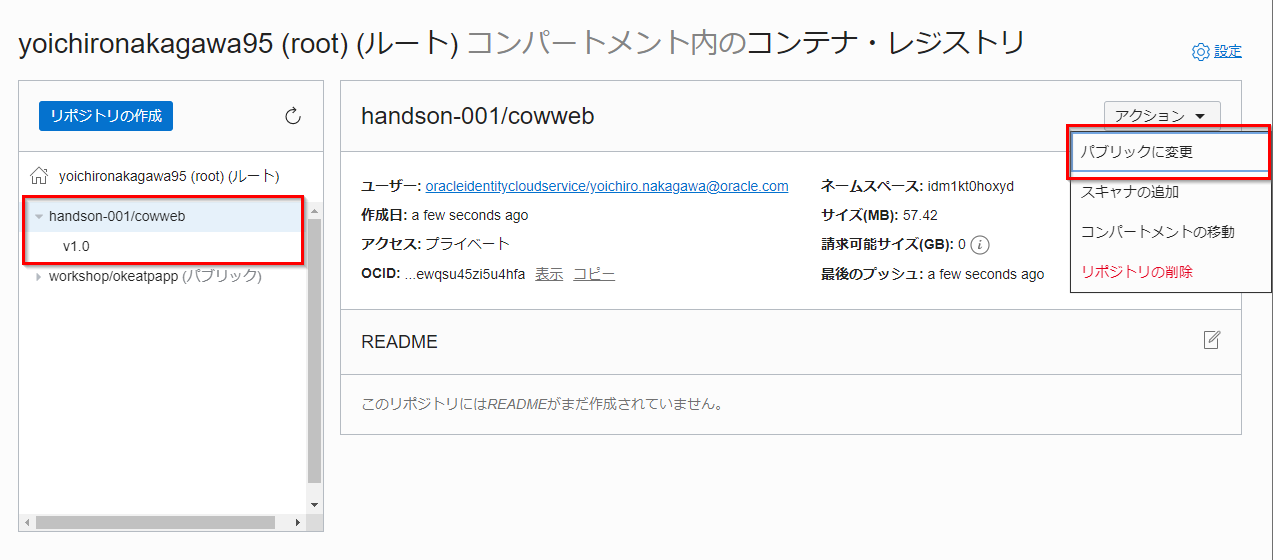 yoichironakagawa95 (root) (ルート) コンパートメント内のコンテナ・レジストリ
設定
リポジトリの作成
yoichironakagawa95 (root) (ルート)
handson-001/cowweb
v1.0
workshop/okeatpapp (パブリック)
handson-001/cowweb
アクション
パブリックに変更
スキャナの追加
コンパートメントの移動
リポジトリの削除
ユーザー: oracleidentitycloudservice/yoichiro.nakagawa@oracle.com
作成日: a few seconds ago
アクセス: プライベート
OCID: ...ewqsu45zi5u4hfa 表示 コピー
ネームスペース: idm1kt0hoxyd
サイズ(MB): 57.42
請求可能サイズ(GB): 0 i
最後のプッシュ: a few seconds ago
README
このリポジトリにはREADMEがまだ作成されていません。